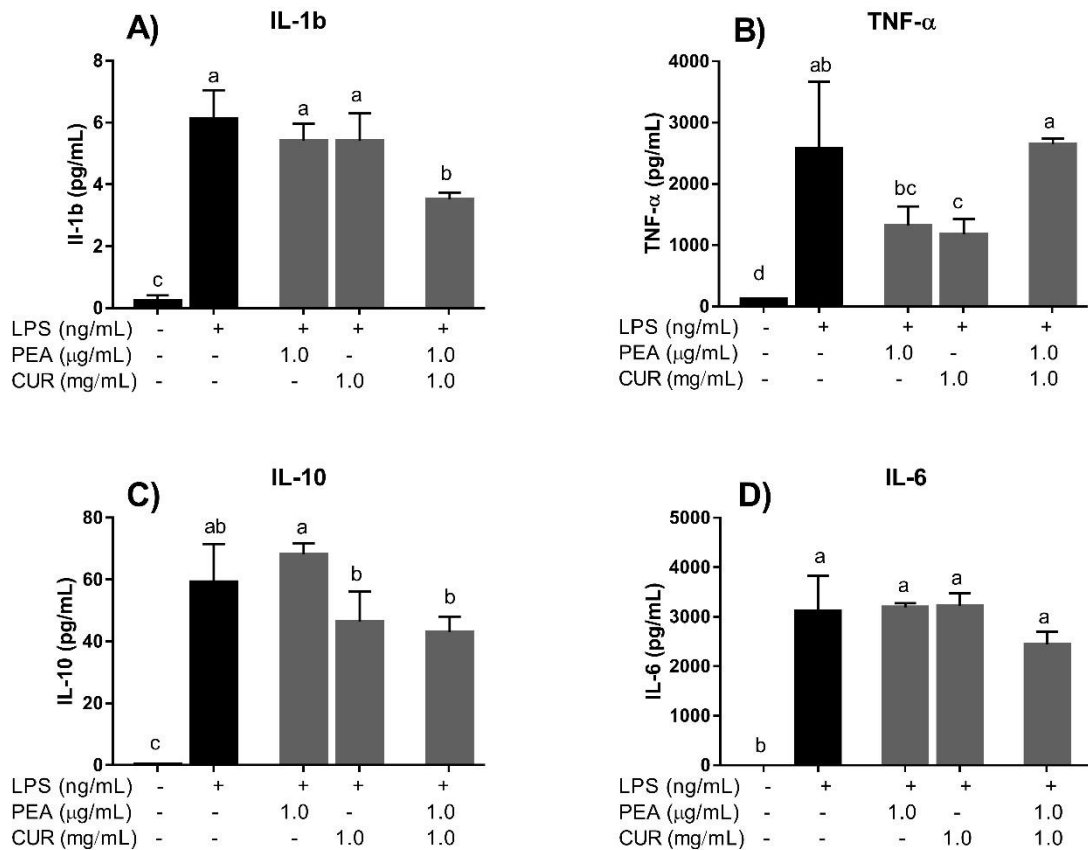 A) IL-1b
8
6
4
2
0
Il-1b (pg/mL)
c a a a b
LPS (ng/mL) - + + + +
PEA (μg/mL) - - 1.0 - 1.0
CUR (mg/mL) - - - 1.0 1.0
B) TNF-α
4000
3000
2000
1000
0
TNF-α (pg/mL)
d ab bc c a
LPS (ng/mL) - + + + +
PEA (μg/mL) - - 1.0 - 1.0
CUR (mg/mL) - - - 1.0 1.0
C) IL-10
80
60
40
20
0
IL-10 (pg/mL)
c ab a b b
LPS (ng/mL) - + + + +
PEA (μg/mL) - - 1.0 - 1.0
CUR (mg/mL) - - - 1.0 1.0
D) IL-6
5000
4000
3000
2000
1000
0
IL-6 (pg/mL)
b a a a a
LPS (ng/mL) - + + + +
PEA (μg/mL) - - 1.0 - 1.0
CUR (mg/mL) - - - 1.0 1.0